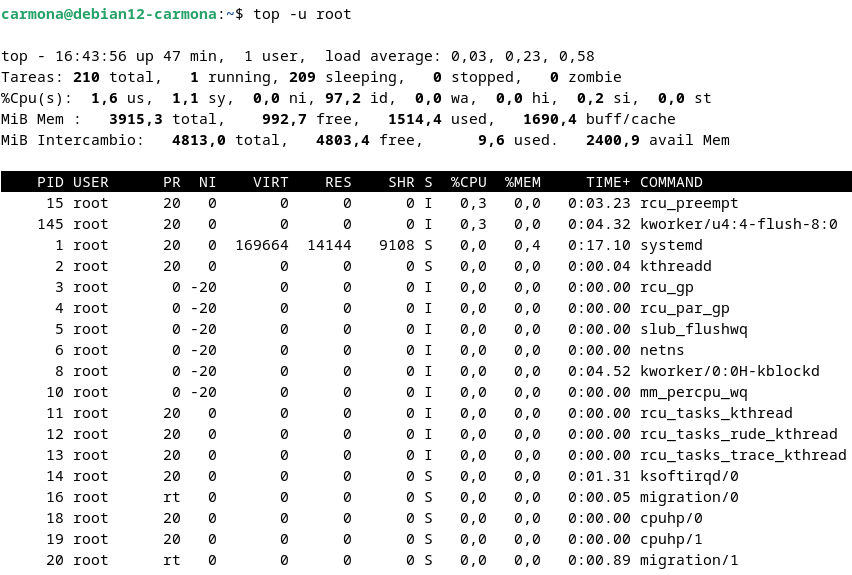 carmona@debian12-carmona:~$ top -u root
top - 16:43:56 up 47 min,  1 user,  load average: 0,03, 0,23, 0,58
Tareas: 210 total,   1 running, 209 sleeping,   0 stopped,   0 zombie
%Cpu(s):  1,6 us,  1,1 sy,  0,0 ni, 97,2 id,  0,0 wa,  0,0 hi,  0,2 si,  0,0 st
MiB Mem :   3915,3 total,    992,7 free,   1514,4 used,   1690,4 buff/cache
MiB Intercambio:   4813,0 total,   4803,4 free,      9,6 used.   2400,9 avail Mem
    PID USER      PR  NI    VIRT    RES    SHR S  %CPU  %MEM     TIME+ COMMAND
     15 root      20   0       0      0      0 I   0,3   0,0   0:03.23 rcu_preempt
    145 root      20   0       0      0      0 I   0,3   0,0   0:04.32 kworker/u4:4-flush-8:0
      1 root      20   0  169664  14144   9108 S   0,0   0,4   0:17.10 systemd
      2 root      20   0       0      0      0 S   0,0   0,0   0:00.04 kthreadd
      3 root       0 -20       0      0      0 I   0,0   0,0   0:00.00 rcu_gp
      4 root       0 -20       0      0      0 I   0,0   0,0   0:00.00 rcu_par_gp
      5 root       0 -20       0      0      0 I   0,0   0,0   0:00.00 slub_flushwq
      6 root       0 -20       0      0      0 I   0,0   0,0   0:00.00 netns
      8 root       0 -20       0      0      0 I   0,0   0,0   0:04.52 kworker/0:0H-kblockd
     10 root       0 -20       0      0      0 I   0,0   0,0   0:00.00 mm_percpu_wq
     11 root      20   0       0      0      0 I   0,0   0,0   0:00.00 rcu_tasks_kthread
     12 root      20   0       0      0      0 I   0,0   0,0   0:00.00 rcu_tasks_rude_kthread
     13 root      20   0       0      0      0 I   0,0   0,0   0:00.00 rcu_tasks_trace_kthread
     14 root      20   0       0      0      0 S   0,0   0,0   0:01.31 ksoftirqd/0
     16 root      rt   0       0      0      0 S   0,0   0,0   0:00.05 migration/0
     18 root      20   0       0      0      0 S   0,0   0,0   0:00.00 cpuhp/0
     19 root      20   0       0      0      0 S   0,0   0,0   0:00.00 cpuhp/1
     20 root      rt   0       0      0      0 S   0,0   0,0   0:00.89 migration/1